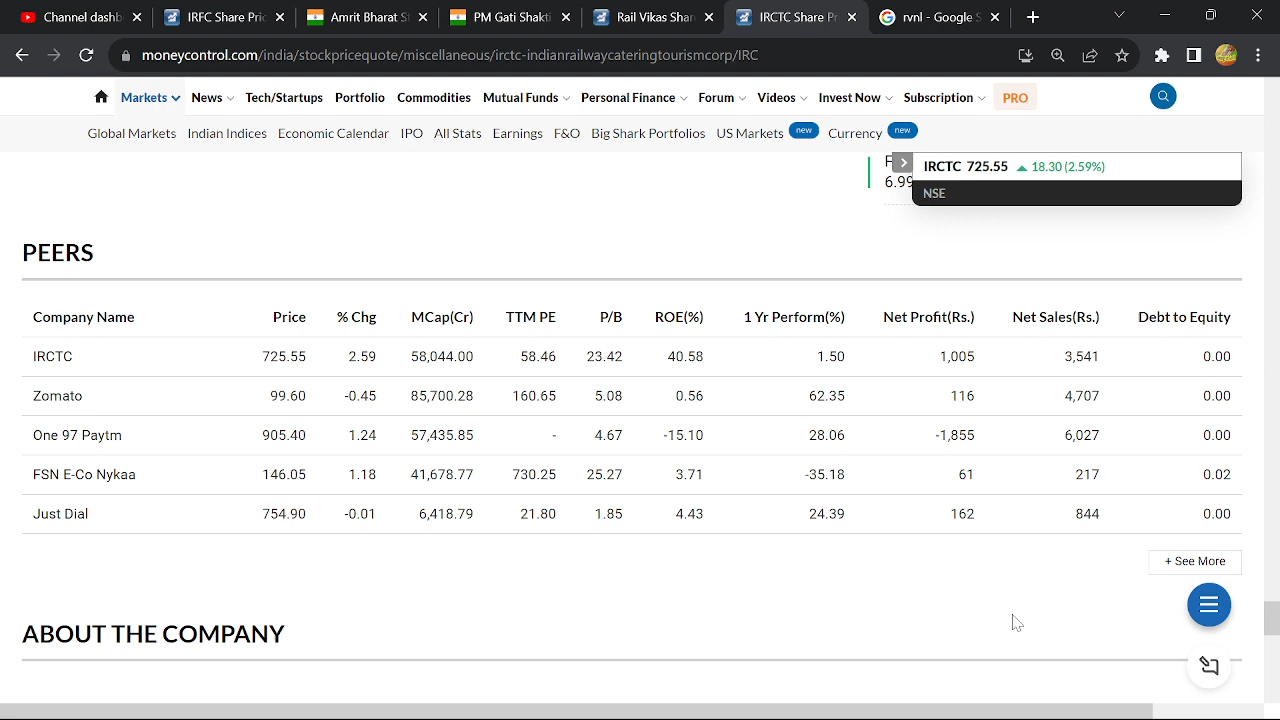 Channel dashb
IRFC Share Pric
Amrit Bharat S
PM Gati Shakti
Rail Vikas Shar
IRCTC Share Pr
rvnl - Google S
moneycontrol.com/india/stockpricequote/miscellaneous/irctc-indianrailwaycateringtourismcorp/IRC
Markets News Tech/Startups Portfolio Commodities Mutual Funds Personal Finance Forum Videos Invest Now Subscription PRO
Global Markets Indian Indices Economic Calendar IPO All Stats Earnings F&O Big Shark Portfolios US Markets new Currency new
6.99
IRCTC 725.55 18.30 (2.59%)
NSE
PEERS
Company Name Price % Chg MCap(Cr) TTM PE P/B ROE(%) 1 Yr Perform(%) Net Profit(Rs.) Net Sales(Rs.) Debt to Equity
IRCTC 725.55 2.59 58,044.00 58.46 23.42 40.58 1.50 1,005 3,541 0.00
Zomato 99.60 -0.45 85,700.28 160.65 5.08 0.56 62.35 116 4,707 0.00
One 97 Paytm 905.40 1.24 57,435.85 - 4.67 -15.10 28.06 -1,855 6,027 0.00
FSN E-Co Nykaa 146.05 1.18 41,678.77 730.25 25.27 3.71 -35.18 61 217 0.02
Just Dial 754.90 -0.01 6,418.79 21.80 1.85 4.43 24.39 162 844 0.00
+ See More
ABOUT THE COMPANY